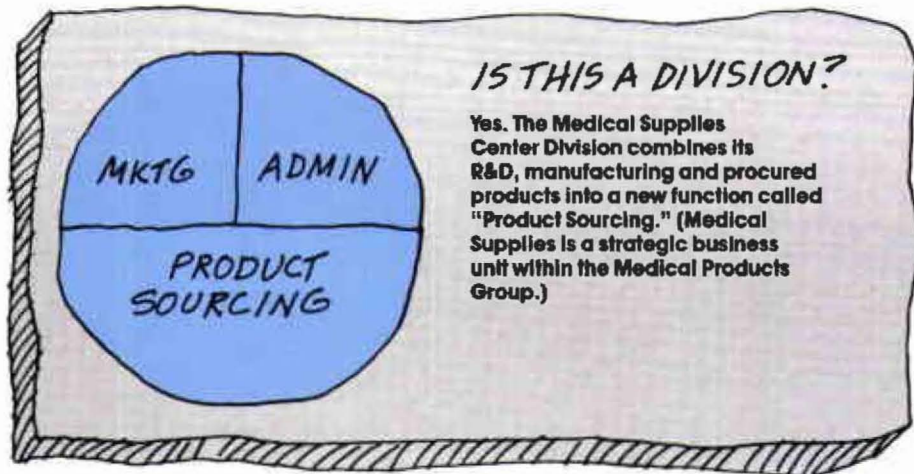 MKTG
ADMIN
PRODUCT
SOURCING
IS THIS A DIVISION?
Yes. The Medical Supplies
Center Division combines its
R&D, manufacturing and procured
products into a new function called
"Product Sourcing." (Medical
Supplies is a strategic business
unit within the Medical Products
Group.)